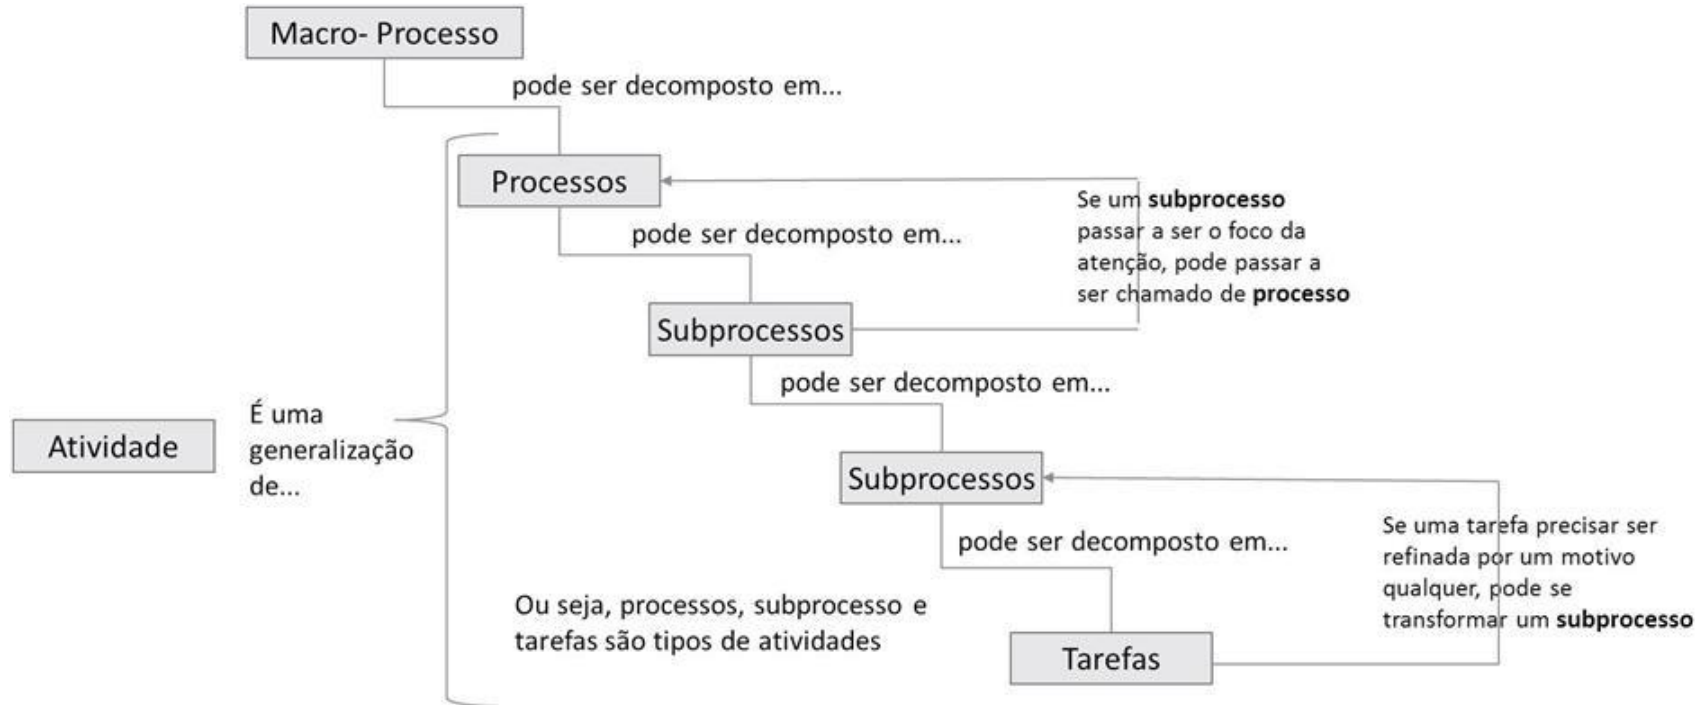 Macro- Processo
pode ser decomposto em...
Processos
Se um subprocesso
passar a ser o foco da
atenção, pode passar a
ser chamado de processo
pode ser decomposto em...
Subprocessos
pode ser decomposto em...
Atividade
É uma
generalização
de...
Subprocessos
pode ser decomposto em...
Se uma tarefa precisar ser
refinada por um motivo
qualquer, pode se
transformar um subprocesso
Ou seja, processos, subprocesso e
tarefas são tipos de atividades
Tarefas